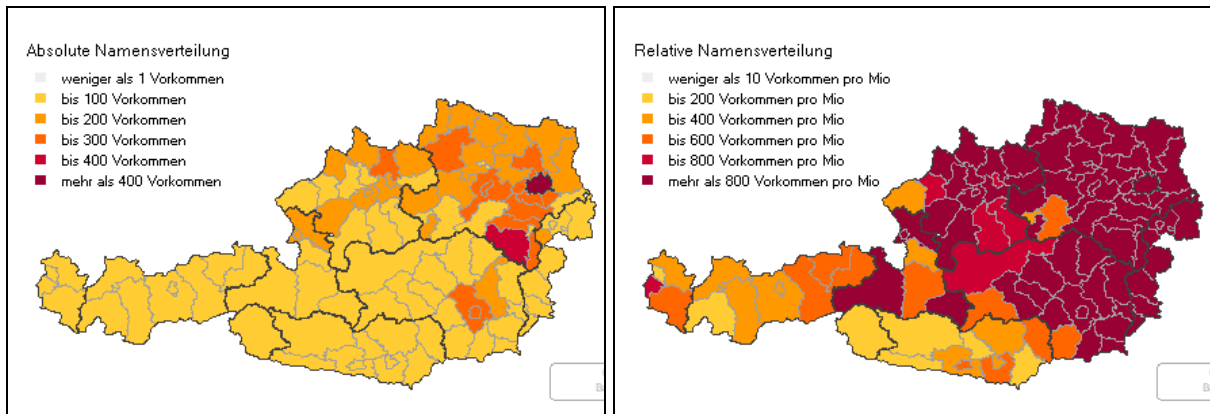 Absolute Namensverteilung
weniger als 1 Vorkommen
bis 100 Vorkommen
bis 200 Vorkommen
bis 300 Vorkommen
bis 400 Vorkommen
mehr als 400 Vorkommen
Relative Namensverteilung
weniger als 10 Vorkommen pro Mio
bis 200 Vorkommen pro Mio
bis 400 Vorkommen pro Mio
bis 600 Vorkommen pro Mio
bis 800 Vorkommen pro Mio
mehr als 800 Vorkommen pro Mio